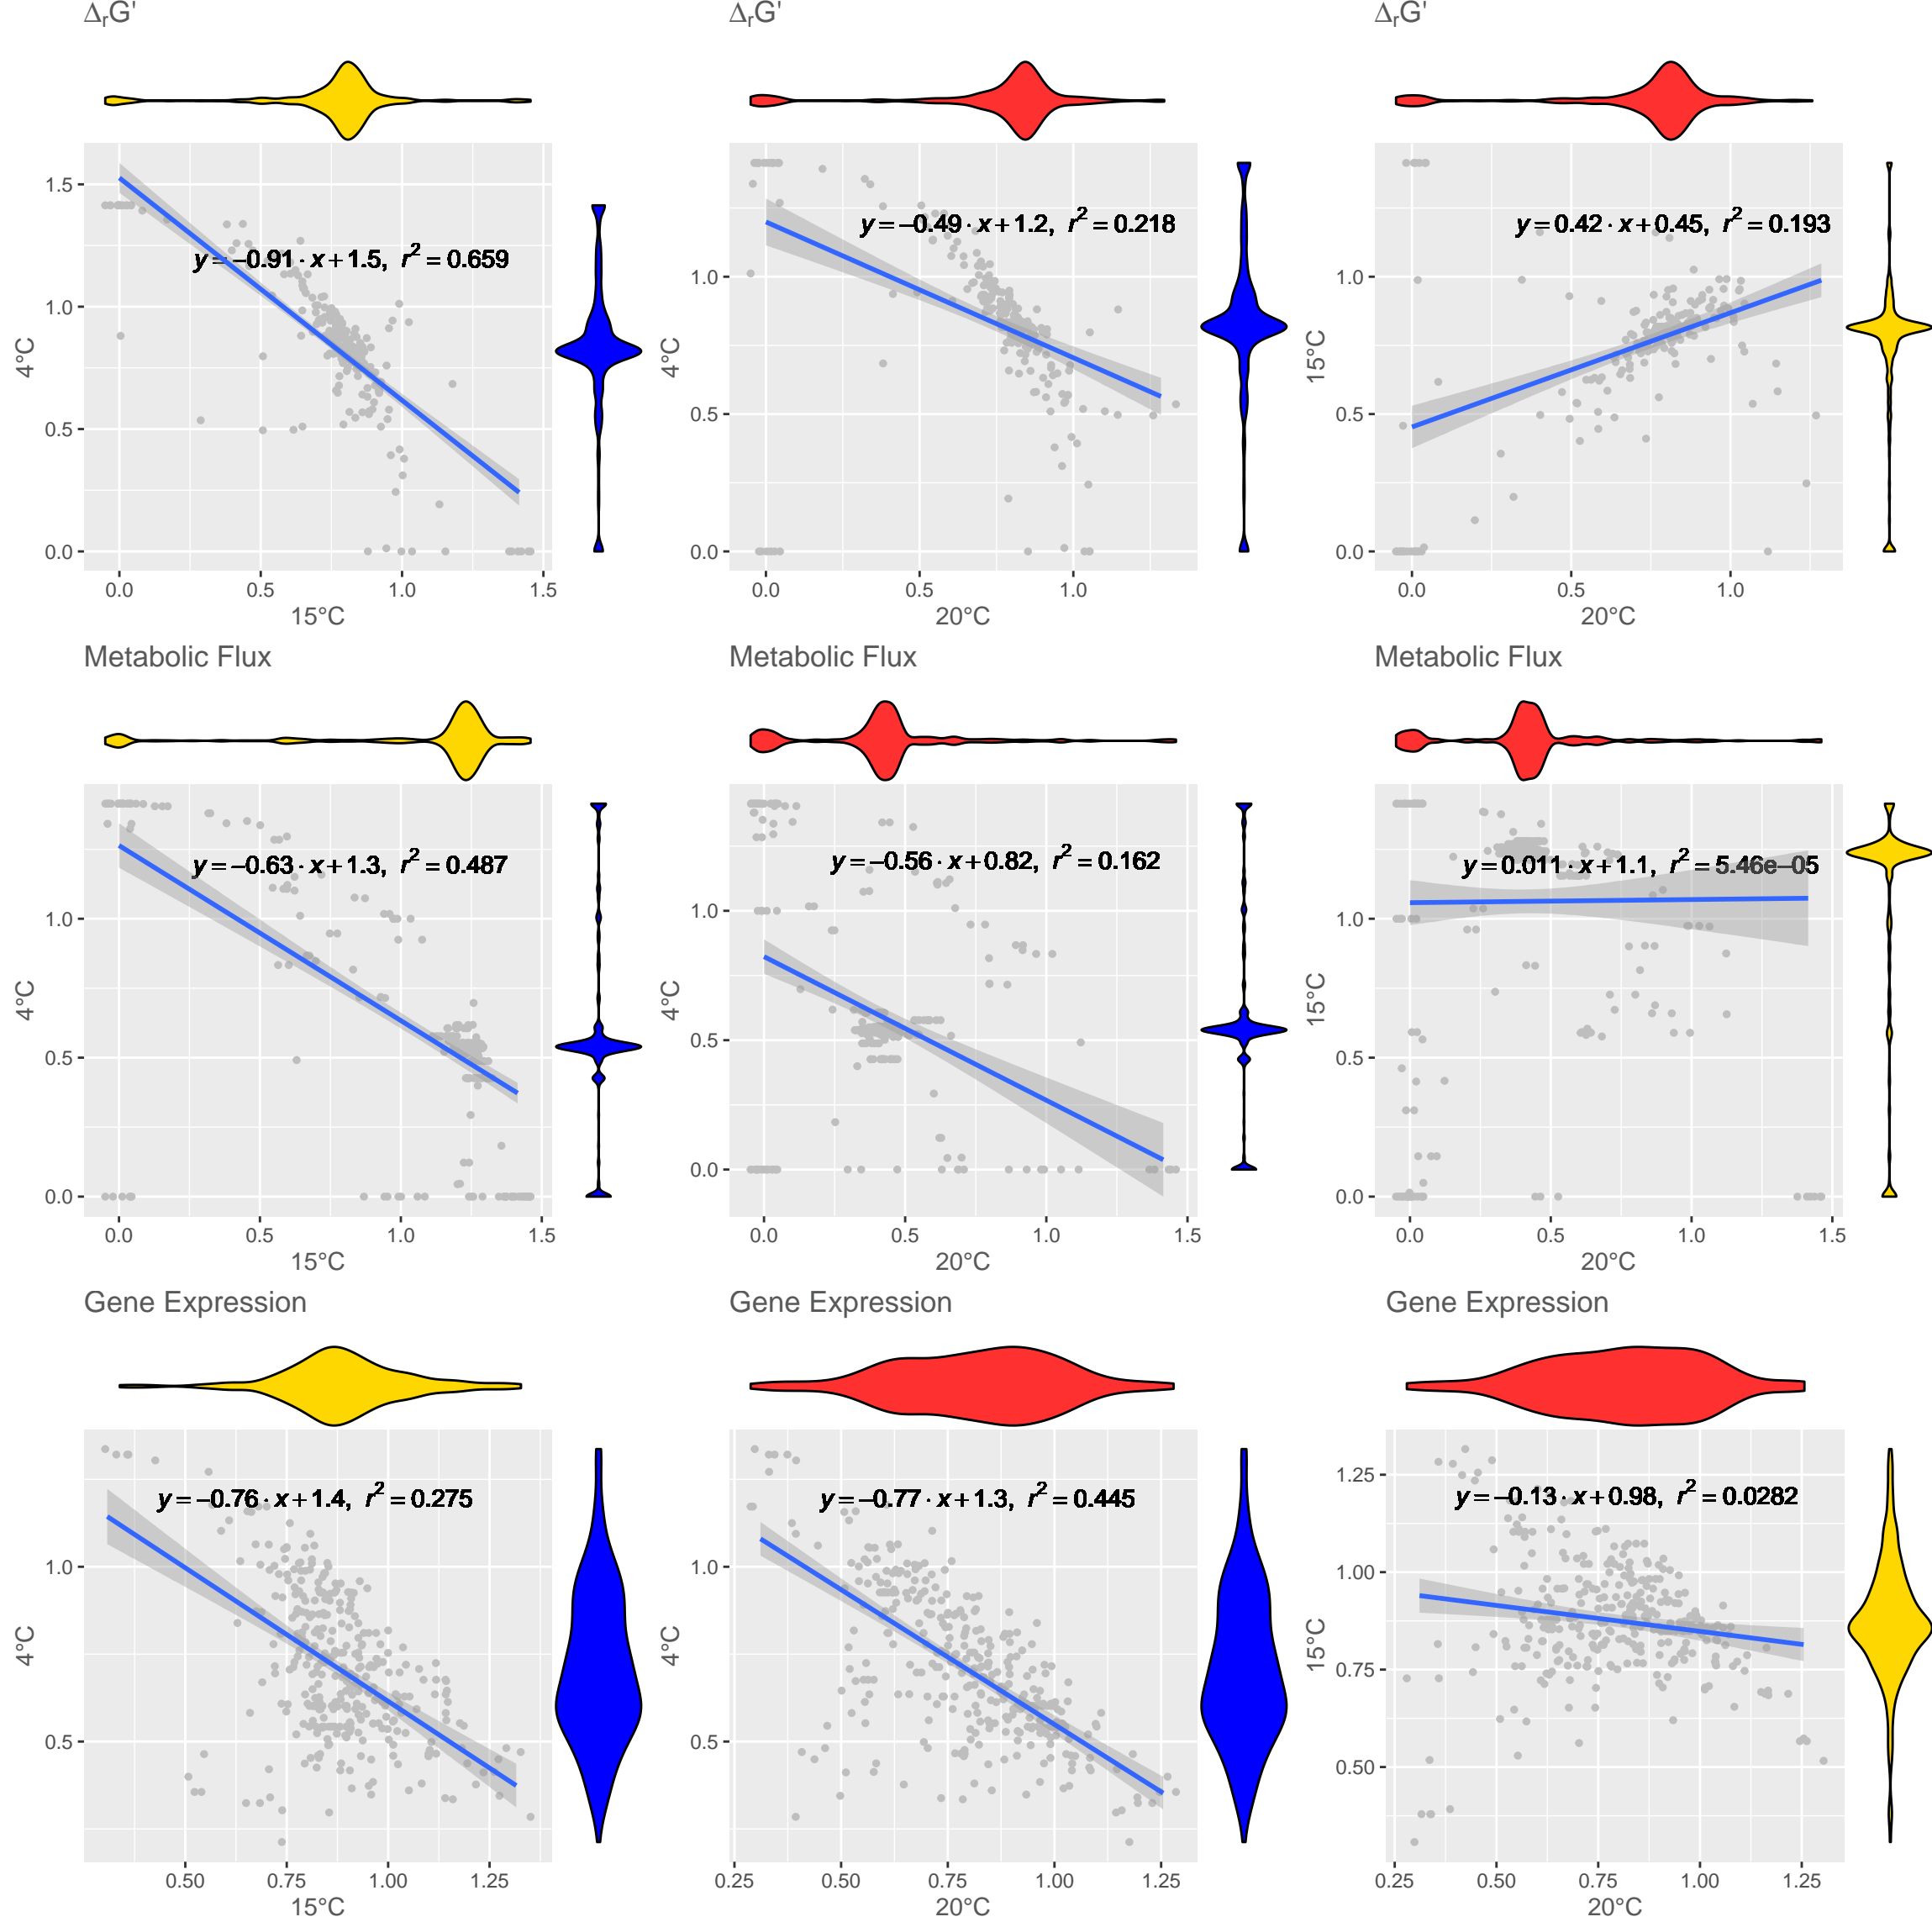 ΔrG'
ΔrG'
ΔrG'
y = −0.91 · x + 1.5, r² = 0.659
y = −0.49 · x + 1.2, r² = 0.218
y = 0.42 · x + 0.45, r² = 0.193
1.5
1.0
0.5
0.0
4°C
1.0
0.5
0.0
4°C
1.0
0.5
0.0
15°C
0.0 0.5 1.0 1.5
0.0 0.5 1.0
0.0 0.5 1.0
15°C
20°C
20°C
Metabolic Flux
Metabolic Flux
Metabolic Flux
y = −0.63 · x + 1.3, r² = 0.487
y = −0.56 · x + 0.82, r² = 0.162
y = 0.011 · x + 1.1, r² = 5.46e−05
1.0
0.5
0.0
4°C
1.0
0.5
0.0
4°C
1.0
0.5
0.0
15°C
0.0 0.5 1.0 1.5
0.0 0.5 1.0 1.5
0.0 0.5 1.0 1.5
15°C
20°C
20°C
Gene Expression
Gene Expression
Gene Expression
y = −0.76 · x + 1.4, r² = 0.275
y = −0.77 · x + 1.3, r² = 0.445
y = −0.13 · x + 0.98, r² = 0.0282
1.0
0.5
4°C
1.0
0.5
4°C
1.25
1.00
0.75
0.50
15°C
0.50 0.75 1.00 1.25
0.25 0.50 0.75 1.00 1.25
0.25 0.50 0.75 1.00 1.25
15°C
20°C
20°C